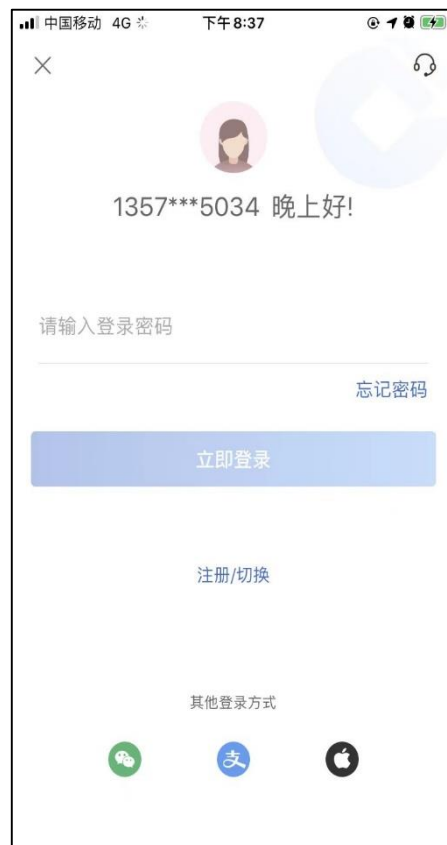 中国移动 4G 下午8:37
1357***5034 晚上好!
请输入登录密码
忘记密码
立即登录
注册/切换
其他登录方式
支